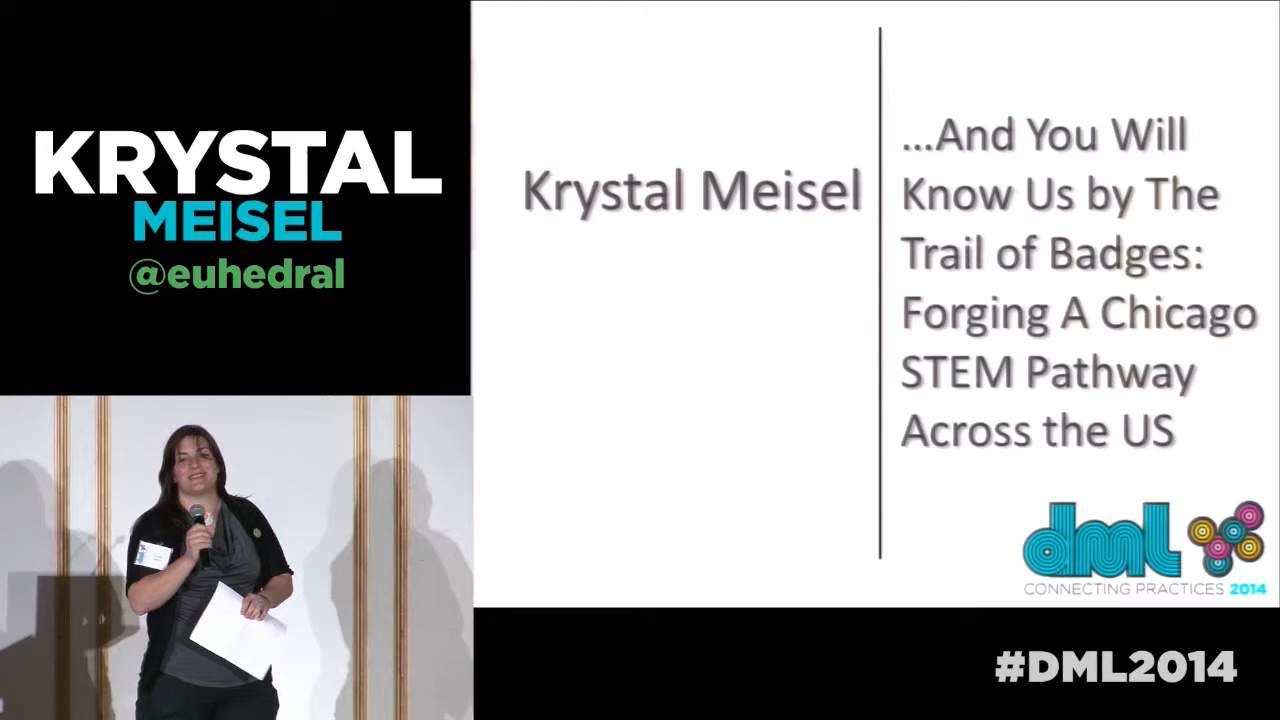 KRYSTAL
MEISEL
@euhedral
Krystal Meisel
...And You Will
Know Us by The
Trail of Badges:
Forging A Chicago
STEM Pathway
Across the US
dml
CONNECTING PRACTICES 2014
#DML2014